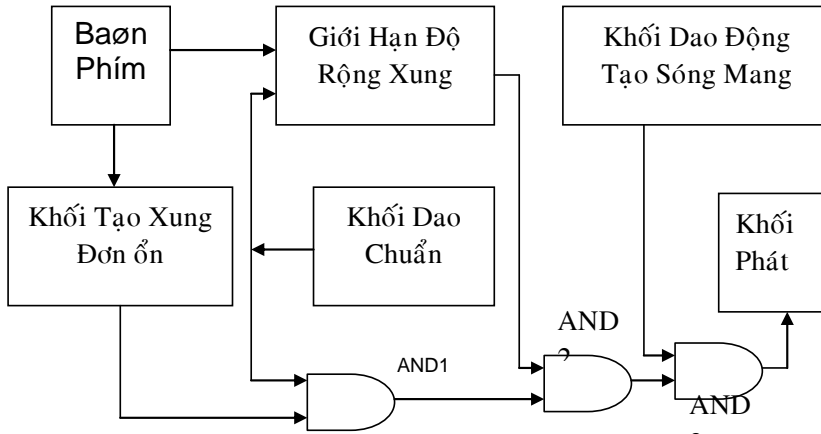 Baøn
Phím
Giới Hạn Độ
Rộng Xung
Khối Dao Động
Tạo Sóng Mang
Khối Tạo Xung
Đơn ổn
Khối Dao
Chuẩn
Khối
Phát
AND
AND1
AND